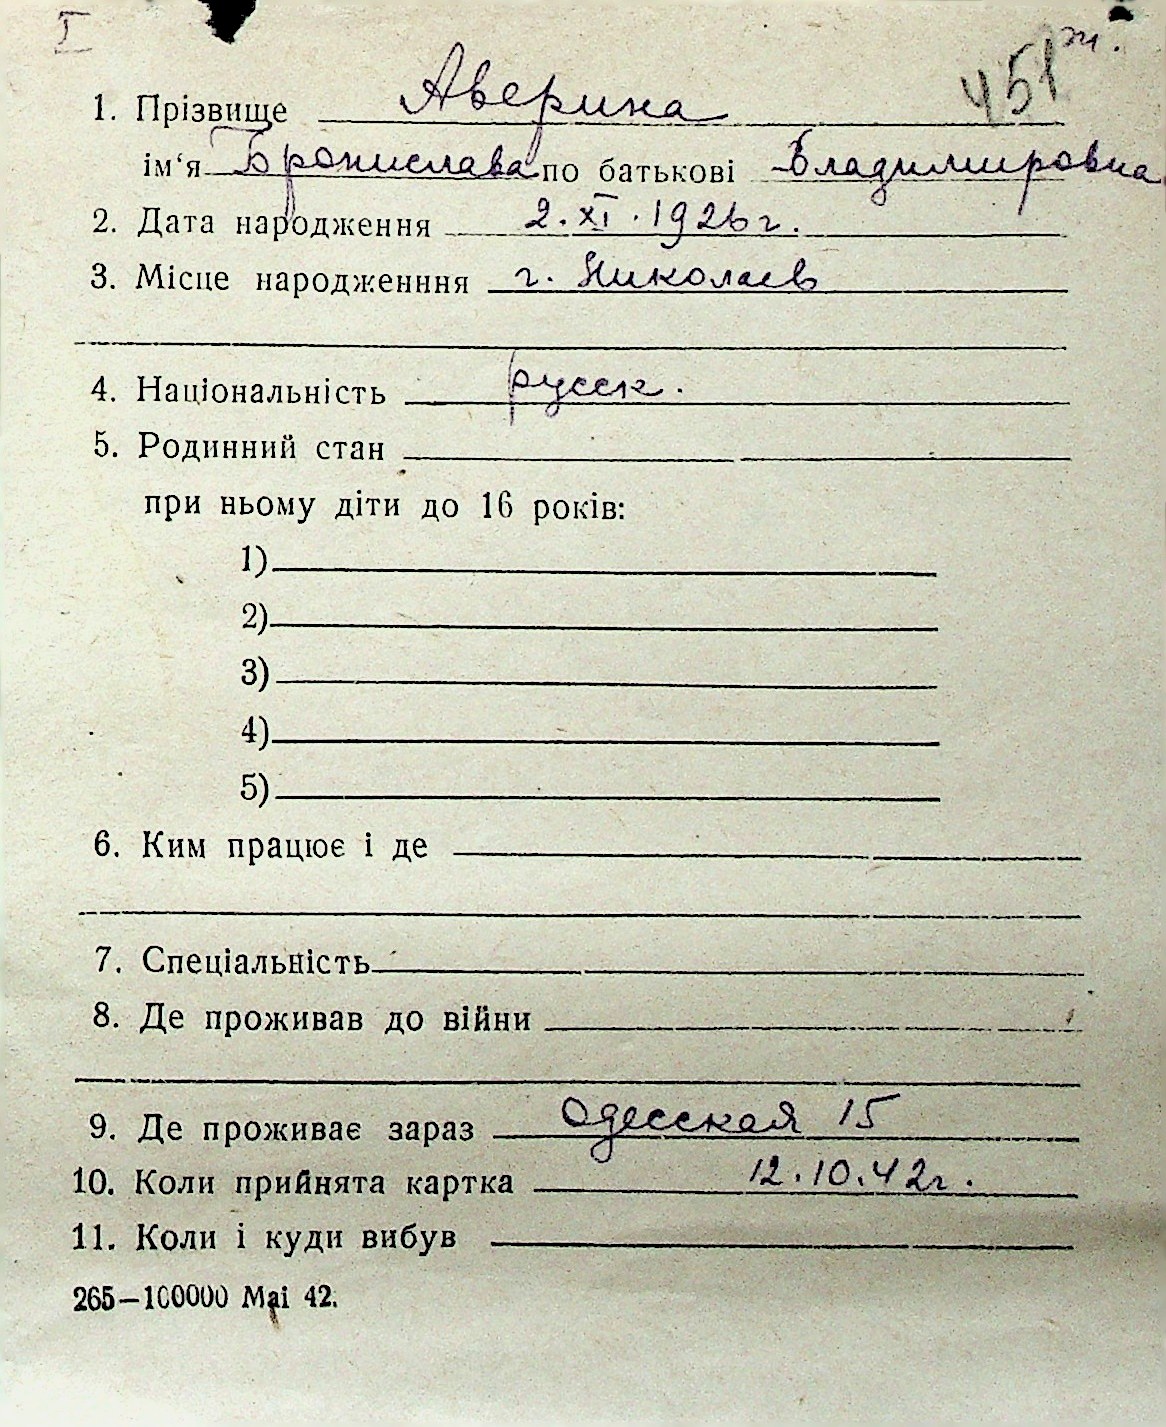 I
451 ж.
1. Прізвище Аверина
ім‘я Бронислава по батькові Владимировна
2. Дата народження 2.XI.1926г.
3. Місце народженння г. Николаев
4. Національність русск.
5. Родинний стан
при ньому діти до 16 років:
1)
2)
3)
4)
5)
6. Ким працює і де
7. Спеціальність
8. Де проживав до війни
9. Де проживає зараз Одесская 15
10. Коли прийнята картка 12.10.42г.
11. Коли і куди вибув
265—100000 Маі 42.